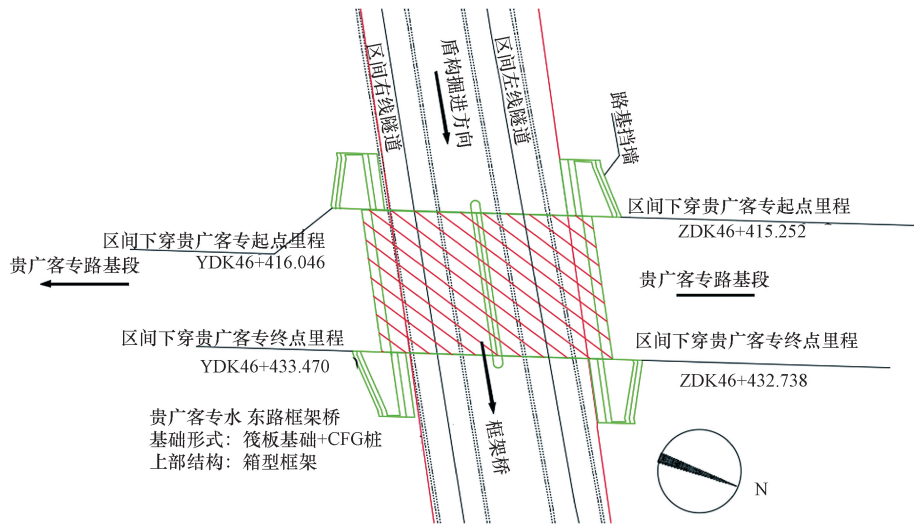 区间右线隧道
盾构掘进方向
区间左线隧道
路基挡墙
区间下穿贵广客专起点里程
ZDK46+415.252
区间下穿贵广客专起点里程
YDK46+416.046
贵广客专路基段
贵广客专路基段
区间下穿贵广客专终点里程
YDK46+433.470
区间下穿贵广客专终点里程
ZDK46+432.738
框架桥
贵广客专水 东路框架桥
基础形式：筏板基础+CFG桩
上部结构：箱型框架
N